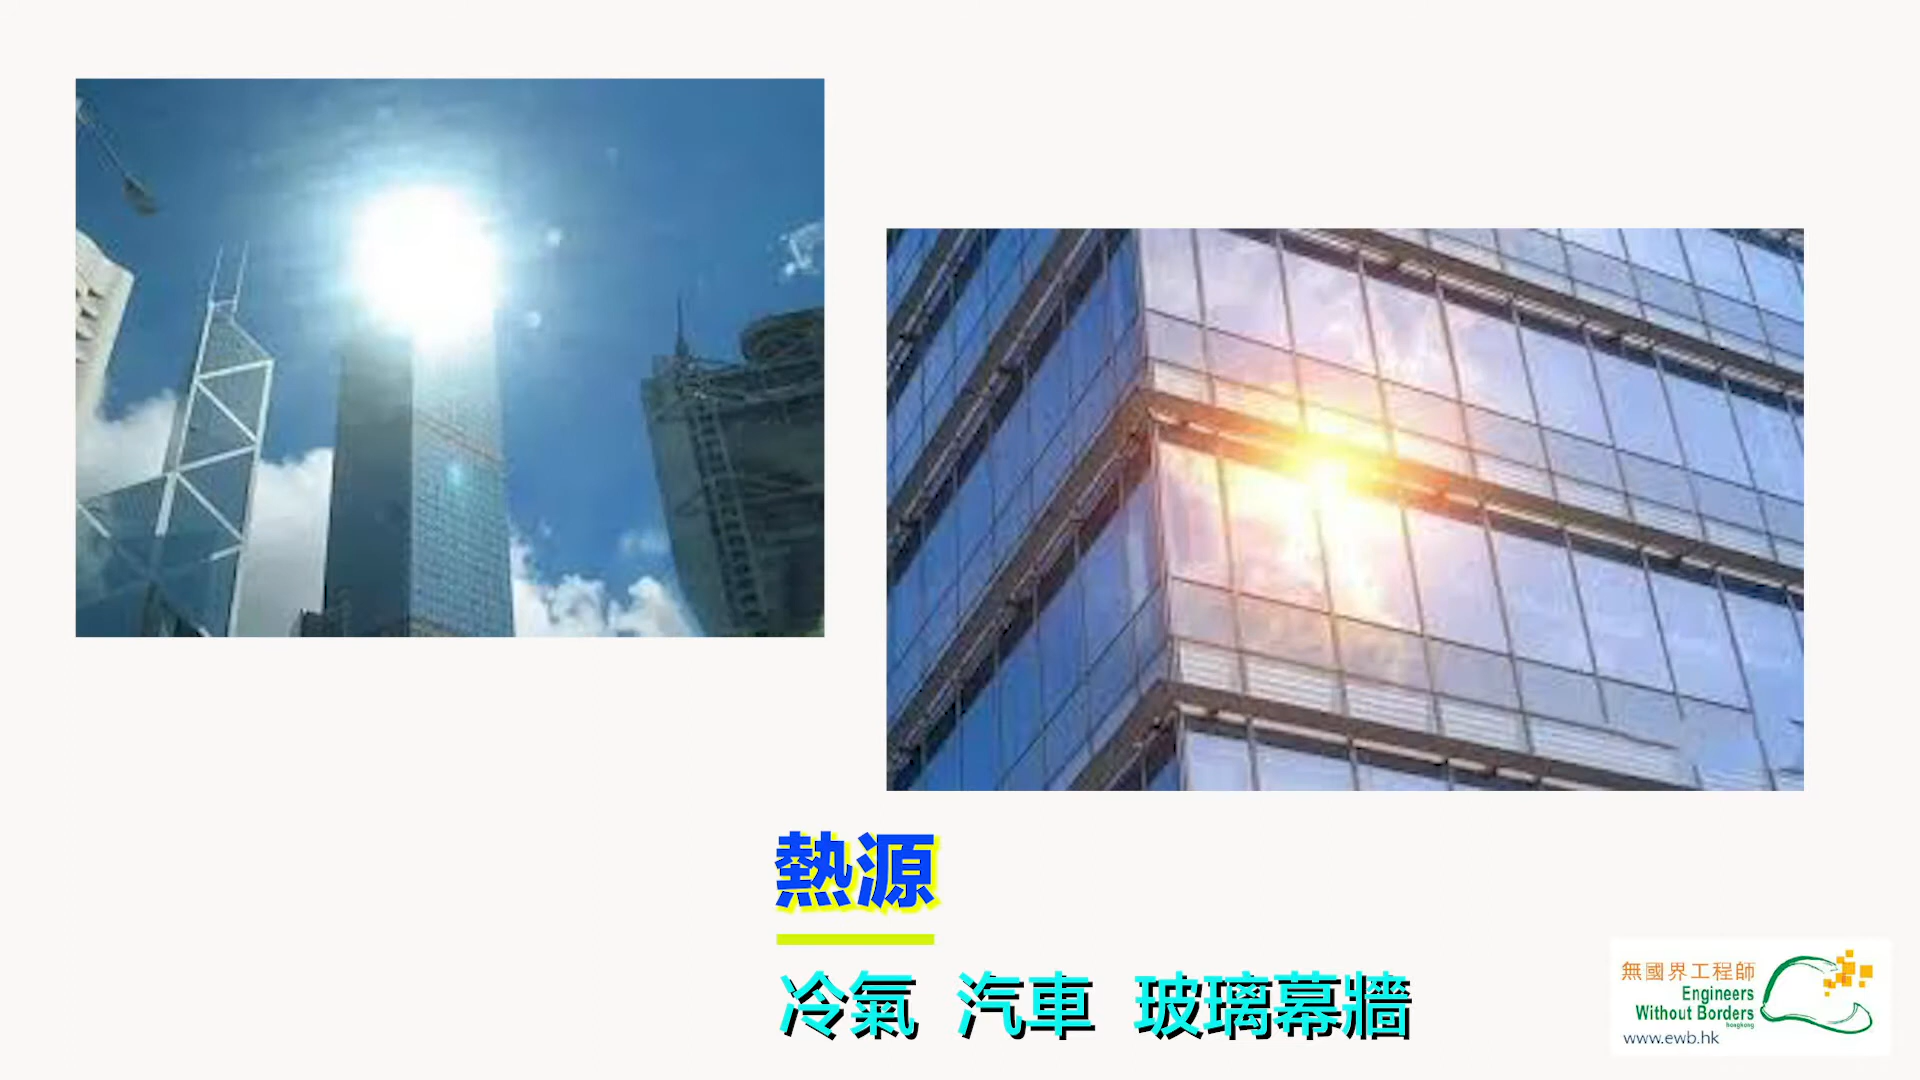 熱源
冷氣 汽車 玻璃幕牆
無國界工程師
Engineers
Without Borders
hongkong
www.ewb.hk